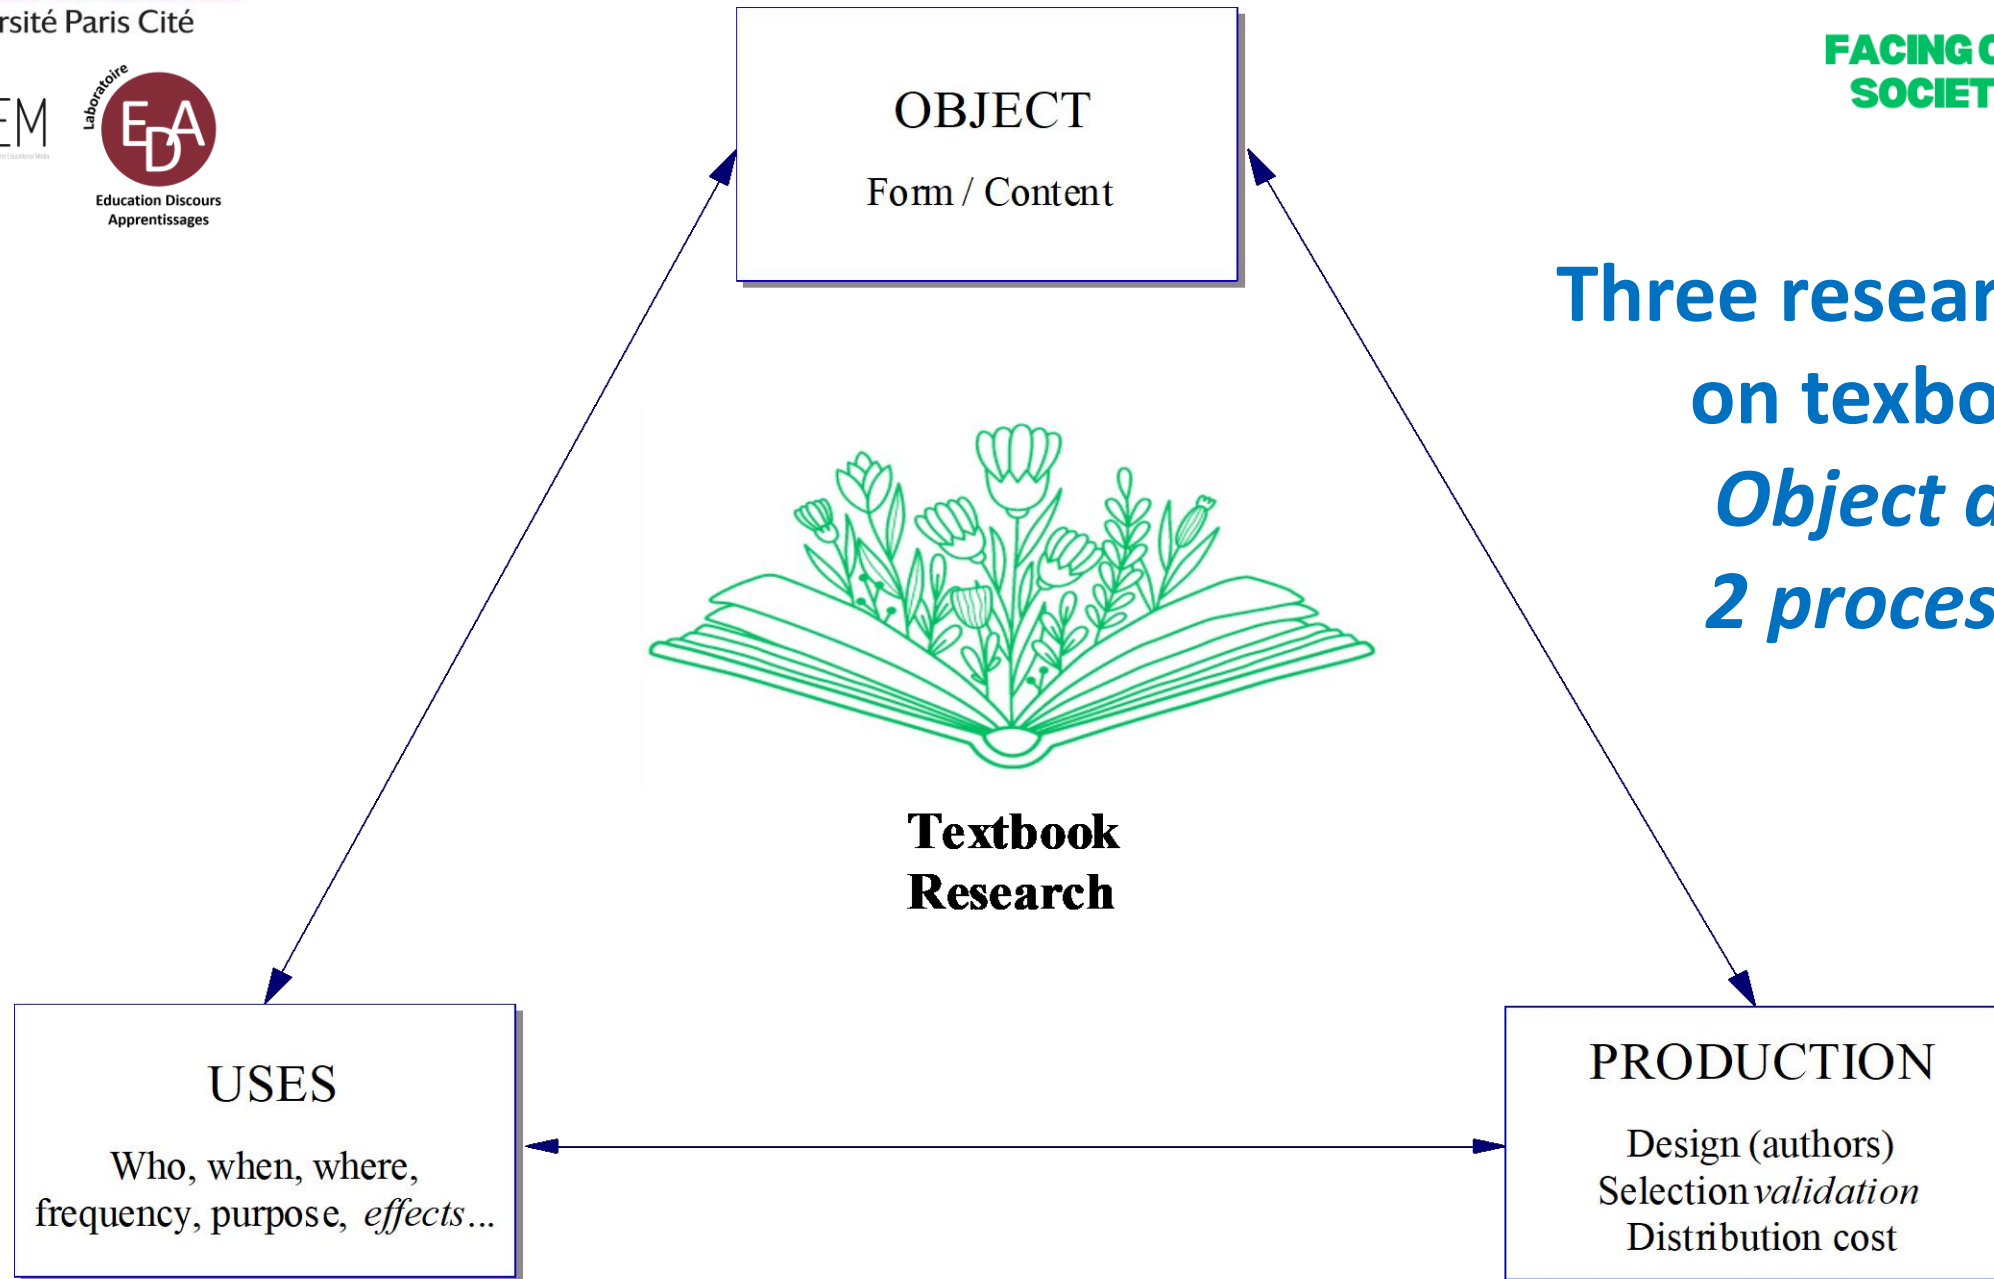 rsité Paris Cité
EM
Laboratoire
EDA
Education Discours
Apprentissages
FACING C
SOCIET
OBJECT
Form / Content
Three resear
on texbo
Object a
2 proces
Textbook
Research
USES
Who, when, where,
frequency, purpose, effects...
PRODUCTION
Design (authors)
Selection validation
Distribution cost